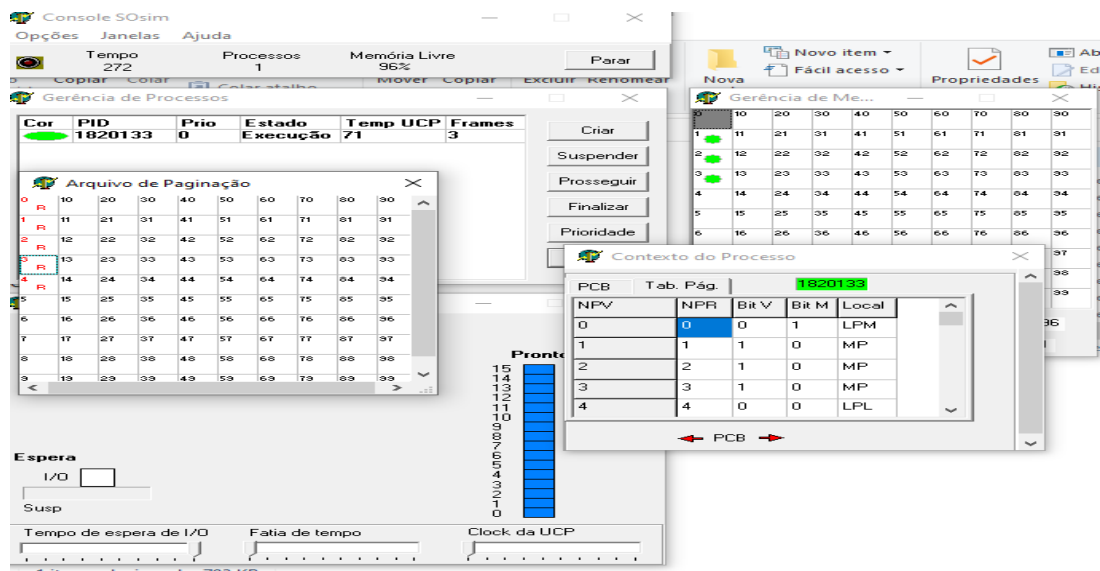 Console SOsim
Opções Janelas Ajuda
Tempo Processos Memória Livre
272 1 96%
Parar
Copiar Colar Mover Copiar Excluir Renomear
Colar atalho
Novo item
Fácil acesso
Nova
Propriedades
Ab
Ed
Gerência de Processos
Cor PID Prio Estado Temp UCP Frames
1820133 0 Execução 71 3
Criar
Suspender
Prosseguir
Finalizar
Prioridade
Gerência de Me...
0 10 20 30 40 50 60 70 80 90
1 11 21 31 41 51 61 71 81 91
2 12 22 32 42 52 62 72 82 92
3 13 23 33 43 53 63 73 83 93
4 14 24 34 44 54 64 74 84 94
5 15 25 35 45 55 65 75 85 95
6 16 26 36 46 56 66 76 86 96
97
98
99
96
Arquivo de Paginação
0 R 10 20 30 40 50 60 70 80 90
1 R 11 21 31 41 51 61 71 81 91
2 R 12 22 32 42 52 62 72 82 92
3 R 13 23 33 43 53 63 73 83 93
4 R 14 24 34 44 54 64 74 84 94
5 15 25 35 45 55 65 75 85 95
6 16 26 36 46 56 66 76 86 96
7 17 27 37 47 57 67 77 87 97
8 18 28 38 48 58 68 78 88 98
9 19 29 39 49 59 69 79 89 99
Contexto do Processo
PCB Tab. Pág. 1820133
NPV NPR Bit V Bit M Local
0 0 0 1 LPM
1 1 1 0 MP
2 2 1 0 MP
3 3 1 0 MP
4 4 0 0 LPL
PCB
Pronto
15
14
13
12
11
10
9
8
7
6
5
4
3
2
1
0
Espera
I/O
Susp
Tempo de espera de I/O Fatia de tempo Clock da UCP